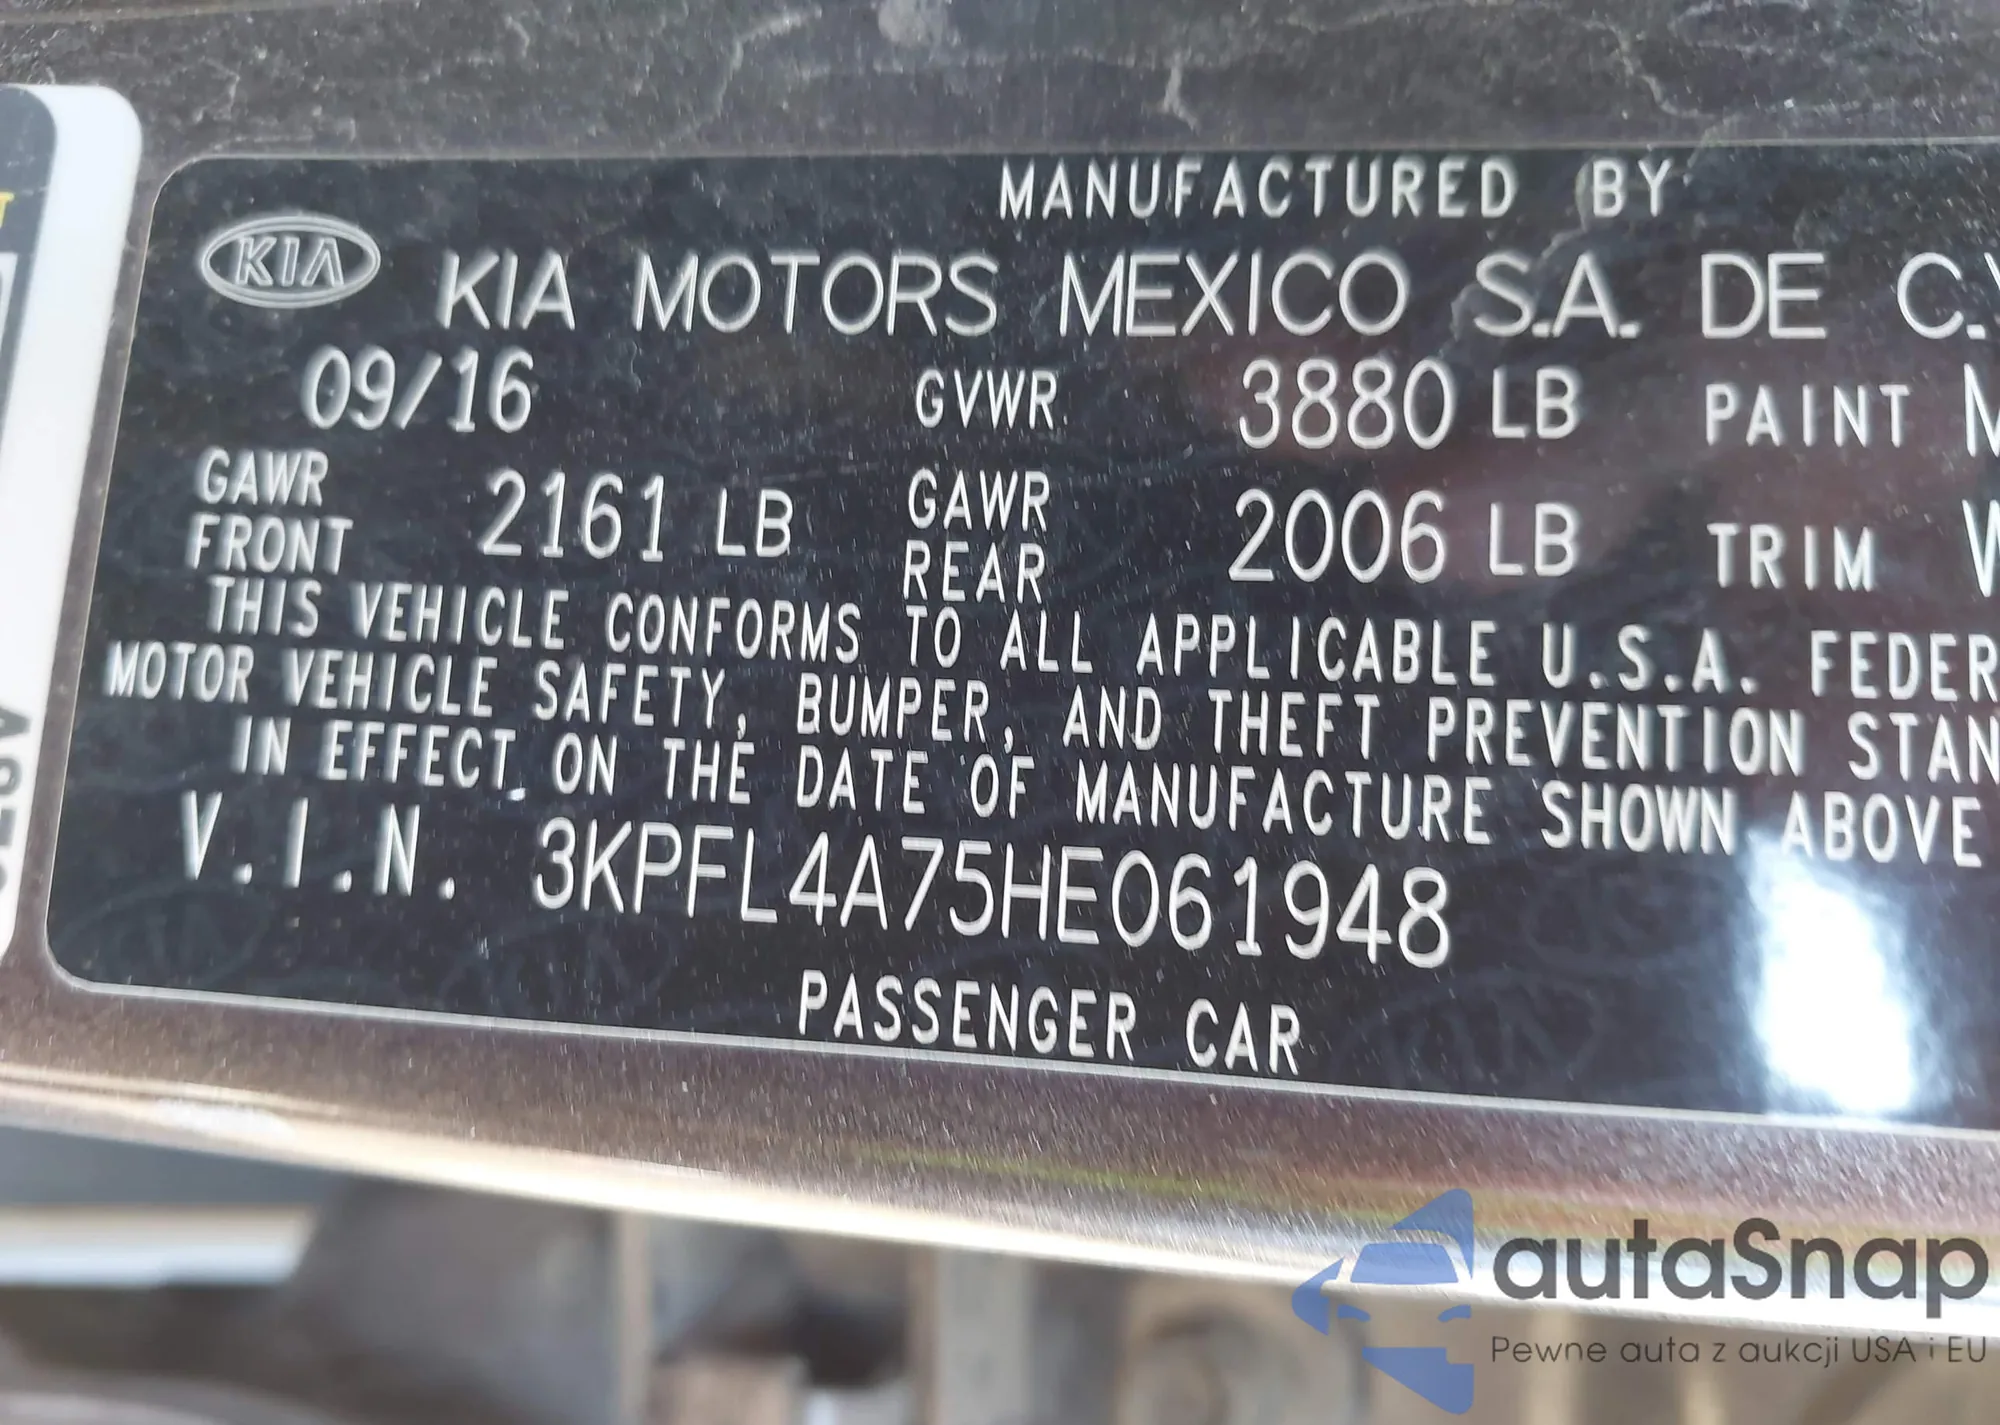 MANUFACTURED BY
KIA KIA MOTORS MEXICO S.A. DE C.V
09/16 GVWR 3880 LB PAINT M
GAWR FRONT 2161 LB GAWR REAR 2006 LB TRIM W
THIS VEHICLE CONFORMS TO ALL APPLICABLE U.S.A. FEDER
MOTOR VEHICLE SAFETY, BUMPER, AND THEFT PREVENTION STAN
IN EFFECT ON THE DATE OF MANUFACTURE SHOWN ABOVE
V.I.N. 3KPFL4A75HE061948
PASSENGER CAR
autaSnap
Pewne auta z aukcji USA i EU